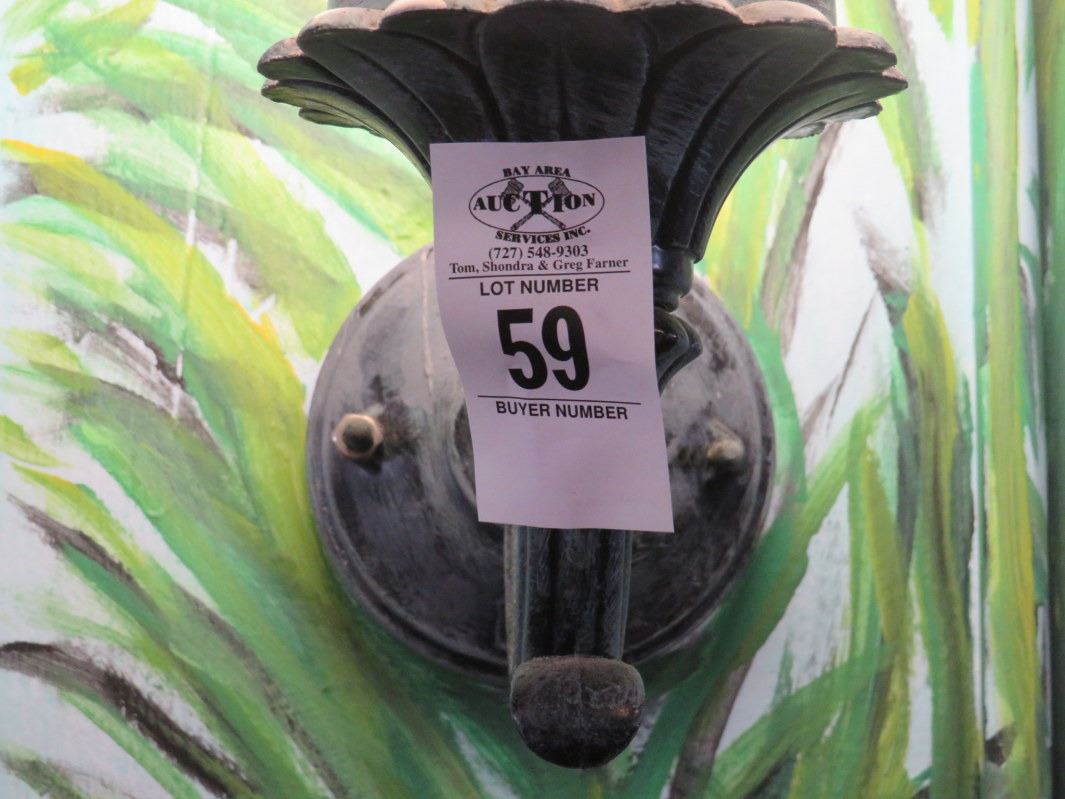 BAY AREA
AUCTION
SERVICES INC.
(727) 548-9303
Tom, Shondra & Greg Farner
LOT NUMBER
59
BUYER NUMBER